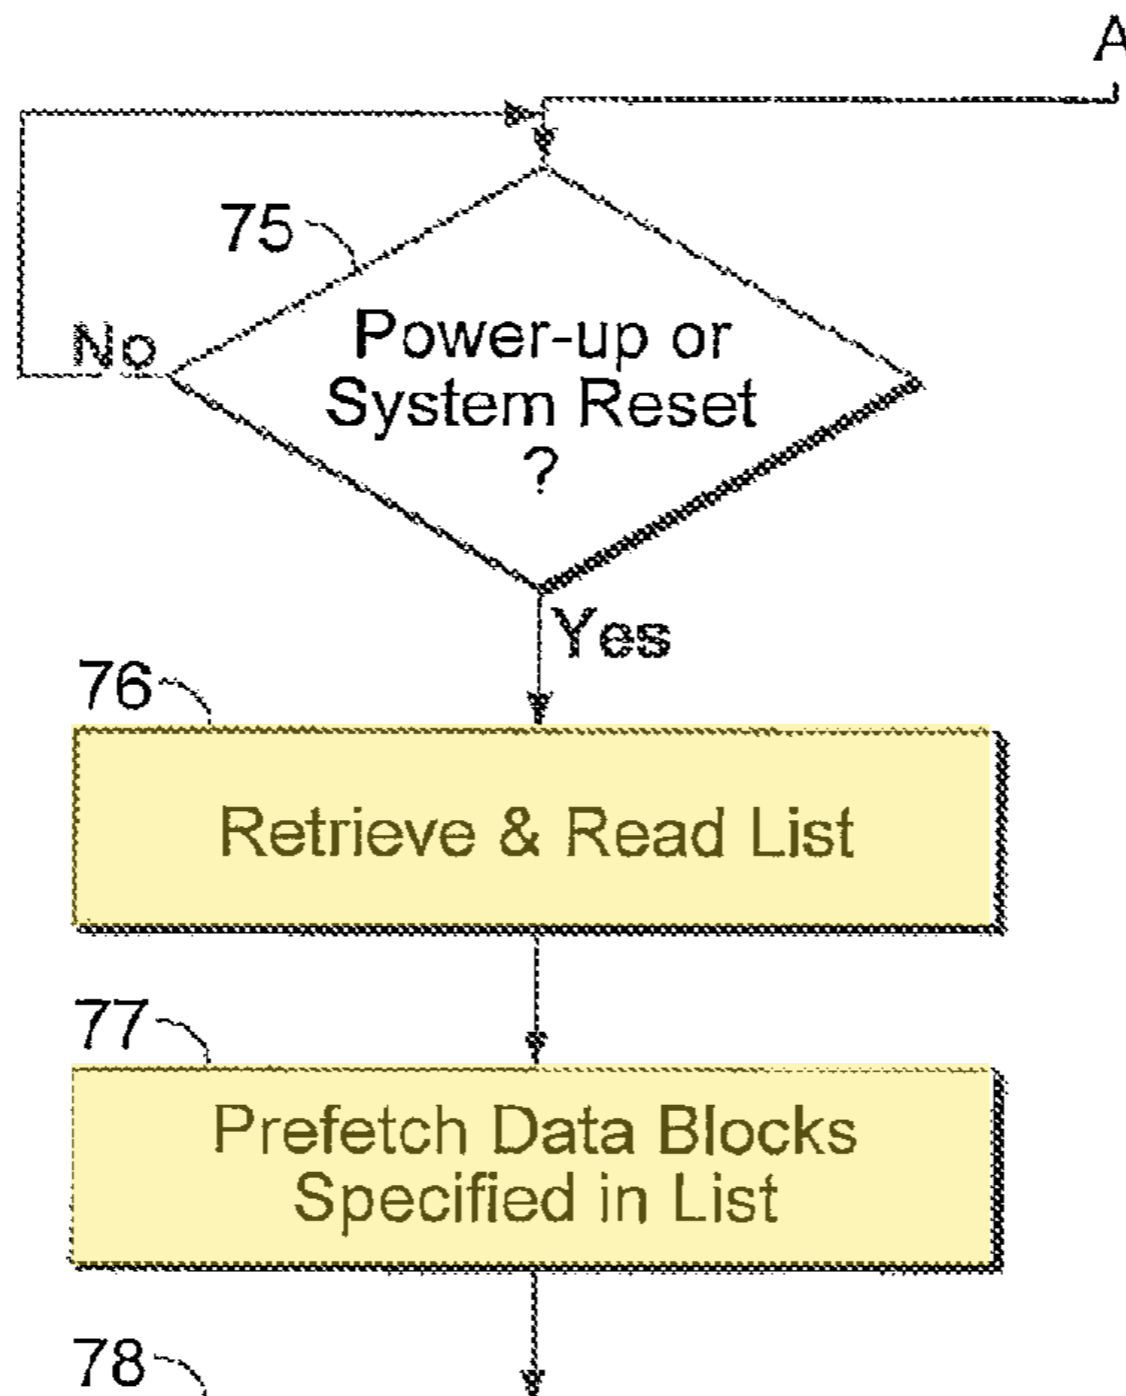 A
75
No
Power-up or
System Reset
?
Yes
76
Retrieve & Read List
77
Prefetch Data Blocks
Specified in List
78